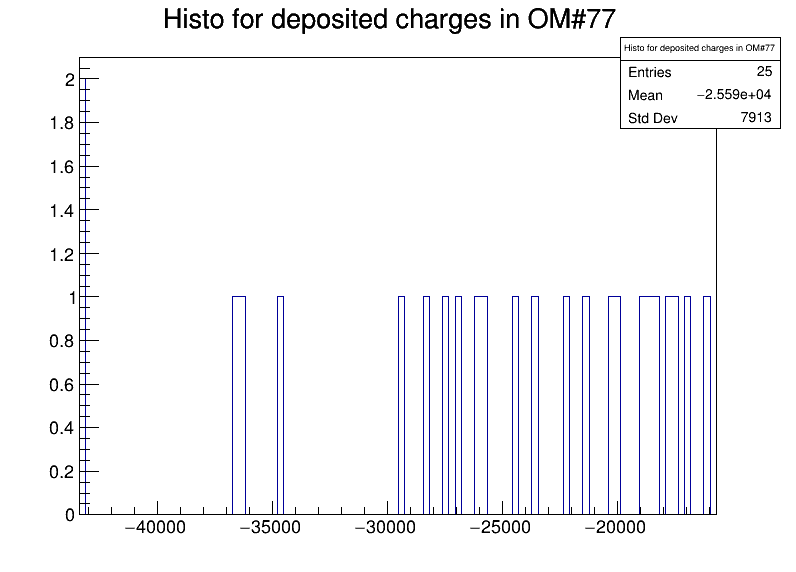 Histo for deposited charges in OM#77
Histo for deposited charges in OM#77
Entries 25
Mean −2.559e+04
Std Dev 7913
2
1.8
1.6
1.4
1.2
1
0.8
0.6
0.4
0.2
0
−40000 −35000 −30000 −25000 −20000